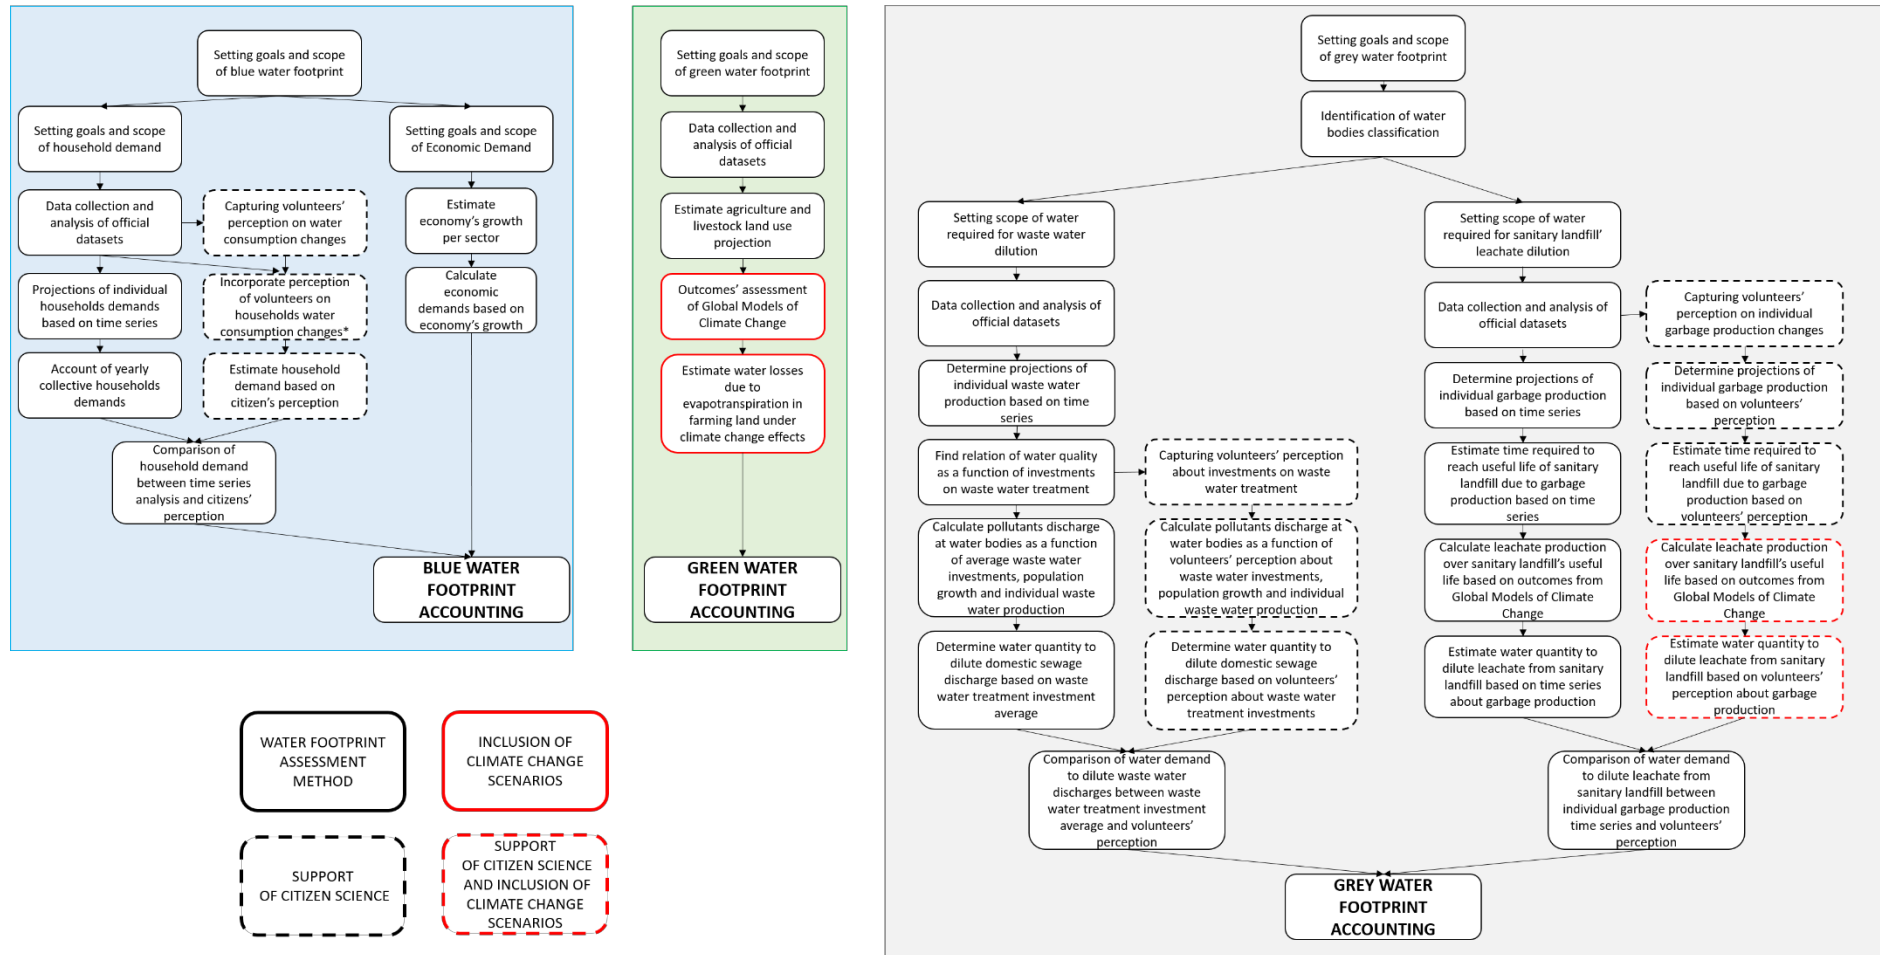 Setting goals and scope
of blue water footprint
Setting goals and scope
of household demand
Setting goals and scope
of Economic Demand
Data collection and
analysis of official
datasets
Capturing volunteers'
perception on water
consumption changes
Estimate
economy's growth
per sector
Projections of individual
households demands
based on time series
Incorporate perception
of volunteers on
households water
consumption changes*
Calculate
economic
demands based on
economy's growth
Account of yearly
collective households
demands
Estimate household
demand based on
citizen's perception
Comparison of
household demand
between time series
analysis and citizens'
perception
BLUE WATER
FOOTPRINT
ACCOUNTING
Setting goals and scope
of green water footprint
Data collection and
analysis of official
datasets
Estimate agriculture and
livestock land use
projection
Outcomes' assessment
of Global Models of
Climate Change
Estimate water losses
due to
evapotranspiration in
farming land under
climate change effects
GREEN WATER
FOOTPRINT
ACCOUNTING
Setting goals and scope
of grey water footprint
Identification of water
bodies classification
Setting scope of water
required for waste water
dilution
Data collection and analysis of
official datasets
Determine projections of
individual waste water
production based on time
series
Find relation of water quality
as a function of investments
on waste water treatment
Capturing volunteers' perception
about investments on waste
water treatment
Calculate pollutants discharge
at water bodies as a function
of average waste water
investments, population
growth and individual waste
water production
Calculate pollutants discharge at
water bodies as a function of
volunteers' perception about
waste water investments,
population growth and individual
waste water production
Determine water quantity to
dilute domestic sewage
discharge based on waste
water treatment investment
average
Determine water quantity to
dilute domestic sewage
discharge based on volunteers'
perception about waste water
treatment investments
Comparison of water demand
to dilute waste water
discharges between waste
water treatment investment
average and volunteers'
perception
Setting scope of water
required for sanitary landfill'
leachate dilution
Data collection and analysis of
official datasets
Capturing volunteers'
perception on individual
garbage production changes
Determine projections of
individual garbage production
based on time series
Determine projections of
individual garbage production
based on volunteers'
perception
Estimate time required to
reach useful life of sanitary
landfill due to garbage
production based on time
series
Estimate time required to
reach useful life of sanitary
landfill due to garbage
production based on
volunteers' perception
Calculate leachate production
over sanitary landfill's useful
life based on outcomes from
Global Models of Climate
Change
Calculate leachate production
over sanitary landfill's useful
life based on outcomes from
Global Models of Climate
Change
Estimate water quantity to
dilute leachate from sanitary
landfill based on time series
about garbage production
Estimate water quantity to
dilute leachate from sanitary
landfill based on volunteers'
perception about garbage
production
Comparison of water demand
to dilute leachate from
sanitary landfill between
individual garbage production
time series and volunteers'
perception
GREY WATER
FOOTPRINT
ACCOUNTING
WATER FOOTPRINT
ASSESSMENT
METHOD
INCLUSION OF
CLIMATE CHANGE
SCENARIOS
SUPPORT
OF CITIZEN SCIENCE
SUPPORT
OF CITIZEN SCIENCE
AND INCLUSION OF
CLIMATE CHANGE
SCENARIOS